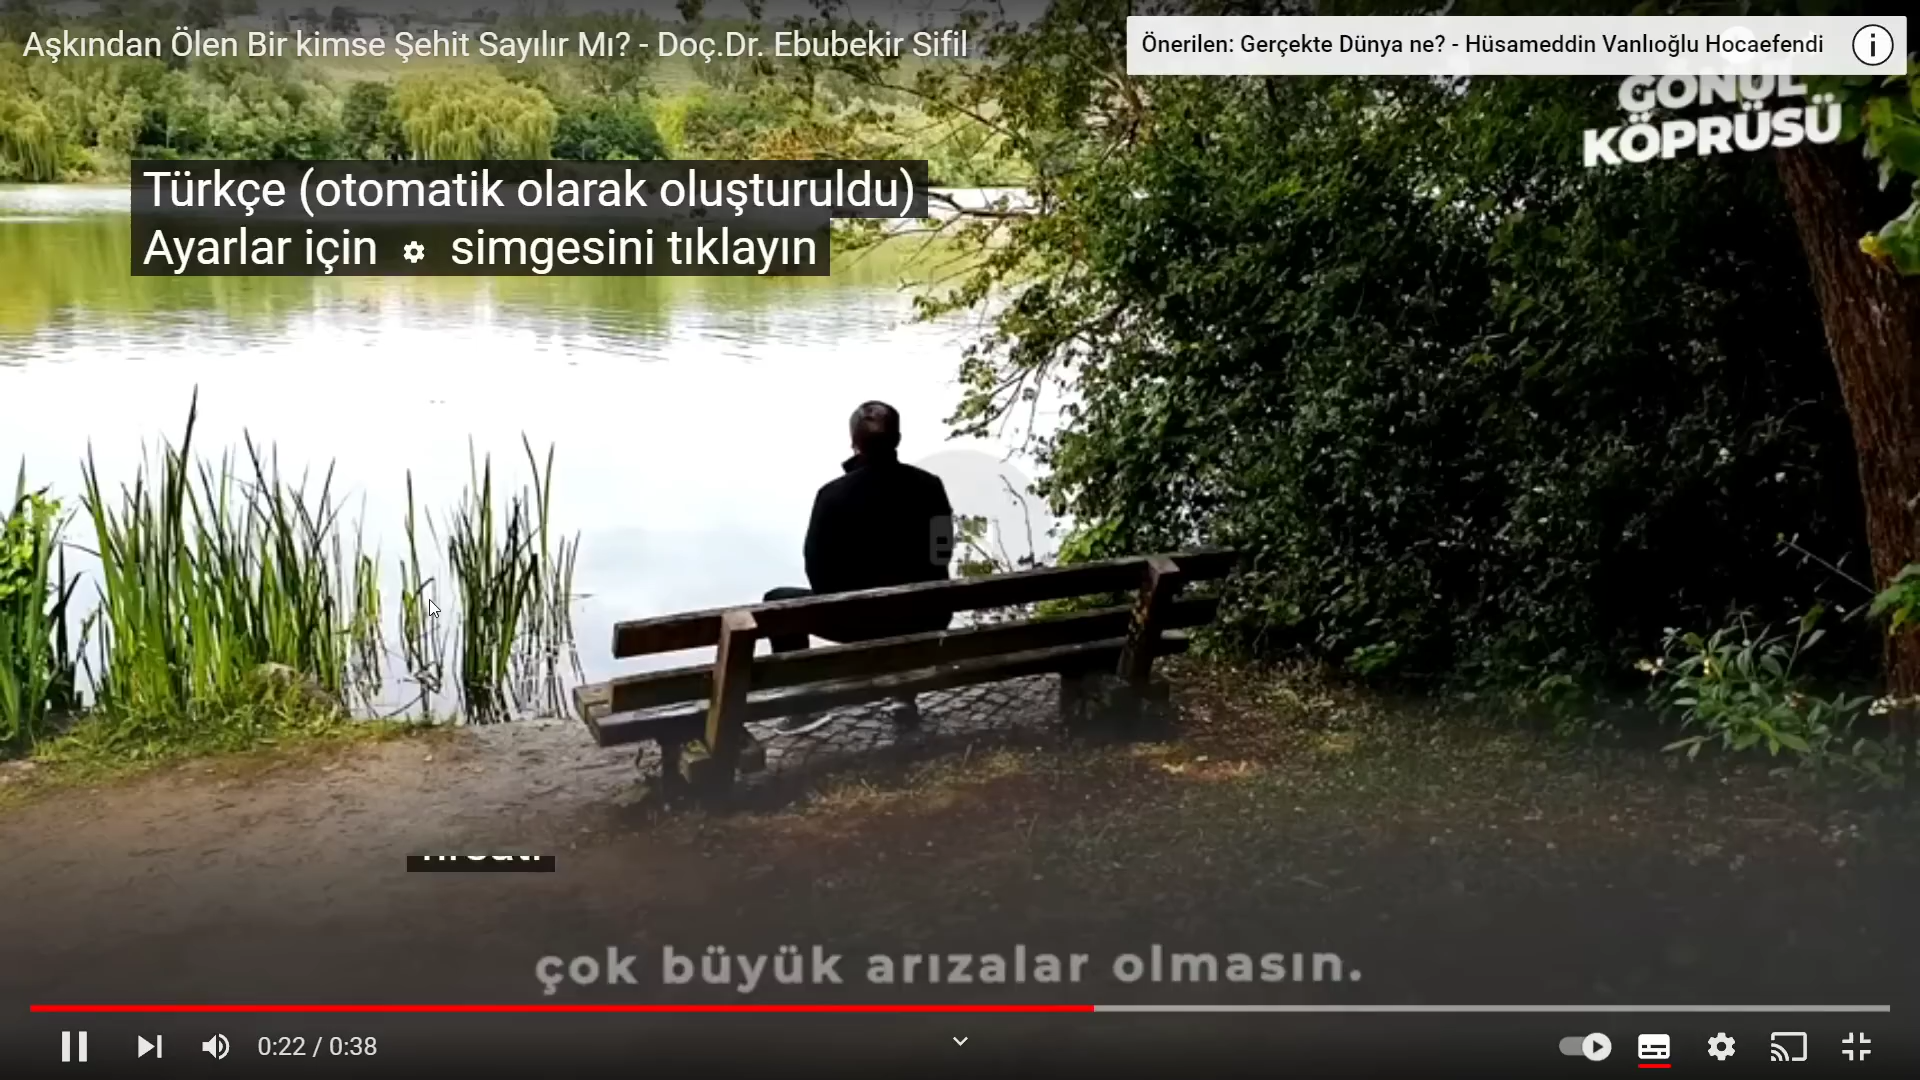 Aşkından Ölen Bir kimse Şehit Sayılır Mı? - Doç.Dr. Ebubekir Sifil
Önerilen: Gerçekte Dünya ne? - Hüsameddin Vanlıoğlu Hocaefendi
GÖNÜL
KÖPRÜSÜ
Türkçe (otomatik olarak oluşturuldu)
Ayarlar için simgesini tıklayın
çok büyük arızalar olmasın.
0:22 / 0:38